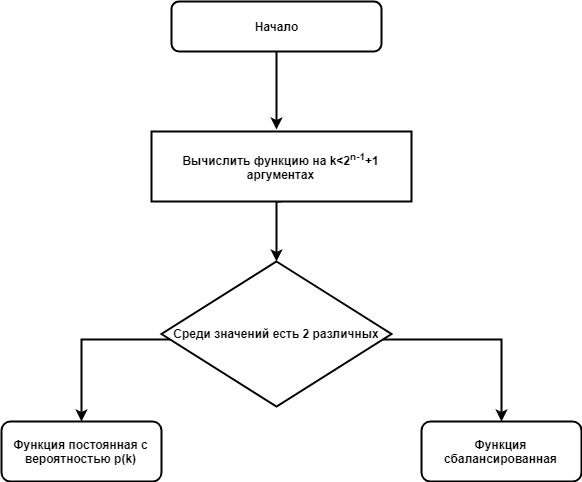 Начало
Вычислить функцию на k<2ⁿ⁻¹+1
аргументах
Среди значений есть 2 различных
Функция постоянная с
вероятностью p(k)
Функция
сбалансированная